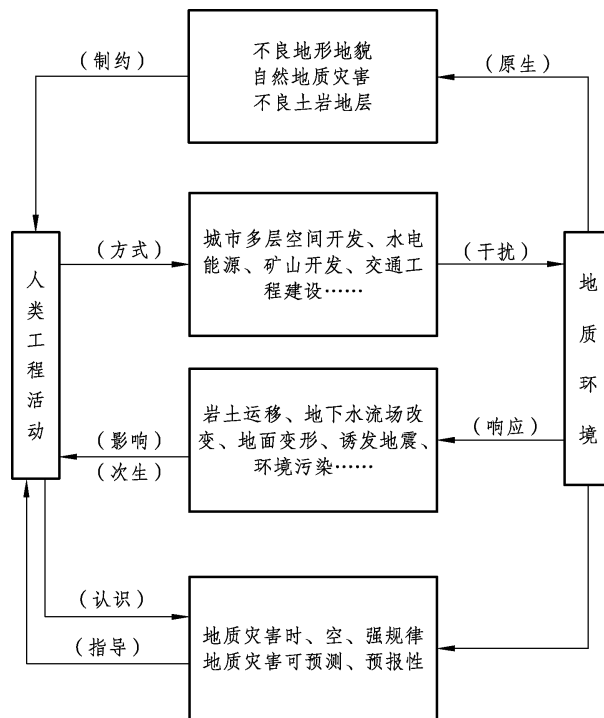 不良地形地貌
自然地质灾害
不良土岩地层
（制约）
（原生）
城市多层空间开发、水电
能源、矿山开发、交通工
程建设……
（方式）
（干扰）
人类工程活动
地质环境
岩土运移、地下水流场改
变、地面变形、诱发地震、
环境污染……
（影响）
（次生）
（响应）
（认识）
（指导）
地质灾害时、空、强规律
地质灾害可预测、预报性